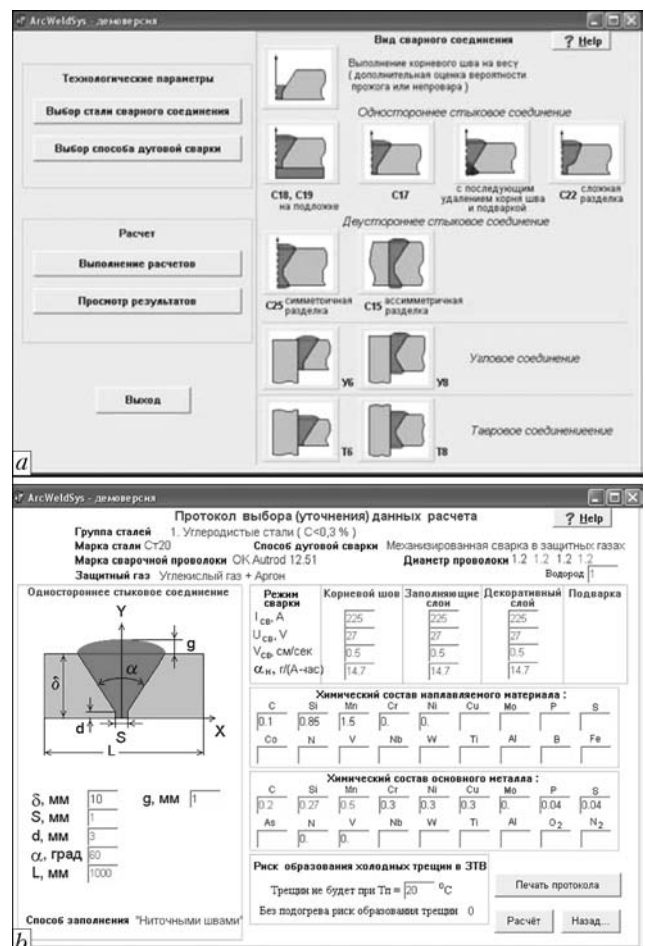 ArcWeldSys - демоверсия
Вид сварного соединения
? Help
Технологические параметры
Выбор стали сварного соединения
Выбор способа дуговой сварки
Расчет
Выполнение расчетов
Просмотр результатов
Выход
Выполнение корневого шва на весу
( дополнительная оценка вероятности
прожога или непровара )
Одностороннее стыковое соединение
C18, C19
на подложке
C17
с последующим
удалением корня шва
и подваркой
C22 сложная
разделка
Двустороннее стыковое соединение
C25 симметричная
разделка
C15 ассимметричная
разделка
У6
У8
Угловое соединение
Т6
Т8
Тавровое соединениеение
a
ArcWeldSys - демоверсия
Протокол выбора (уточнения) данных расчета
? Help
Группа сталей 1. Углеродистые стали ( C<0,3 % )
Марка стали Ст20 Способ дуговой сварки Механизированная сварка в защитных газах
Марка сварочной проволоки OK Autrod 12.51 Диаметр проволоки 1.2 1.2 1.2 1.2
Защитный газ Углекислый газ + Аргон Водород 1
Одностороннее стыковое соединение
Y
g
α
δ
d
S
X
L
δ, мм 10 g, мм 1
S, мм 1
d, мм 3
α, град 60
L, мм 1000
Способ заполнения "Ниточными швами"
Режим сварки Корневой шов Заполняющие слои Декоративный слой Подварка
Iсв, А 225 225 225
Uсв, V 27 27 27
Vсв, см/сек 0.5 0.5 0.5
αн, г/(А-час) 14.7 14.7 14.7
Химический состав наплавляемого материала :
C Si Mn Cr Ni Cu Mo P S
0.1 0.85 1.5 0. 0.
Co N V Nb W Ti Al B Fe
Химический состав основного металла :
C Si Mn Cr Ni Cu Mo P S
0.2 0.27 0.5 0.3 0.3 0.3 0. 0.04 0.04
As N V Nb W Ti Al O2 N2
0. 0.
Риск образования холодных трещин в ЗТВ
Трещин не будет при Тп = 20 °C
Без подогрева риск образования трещин 0
Печать протокола
Расчёт
Назад...
b